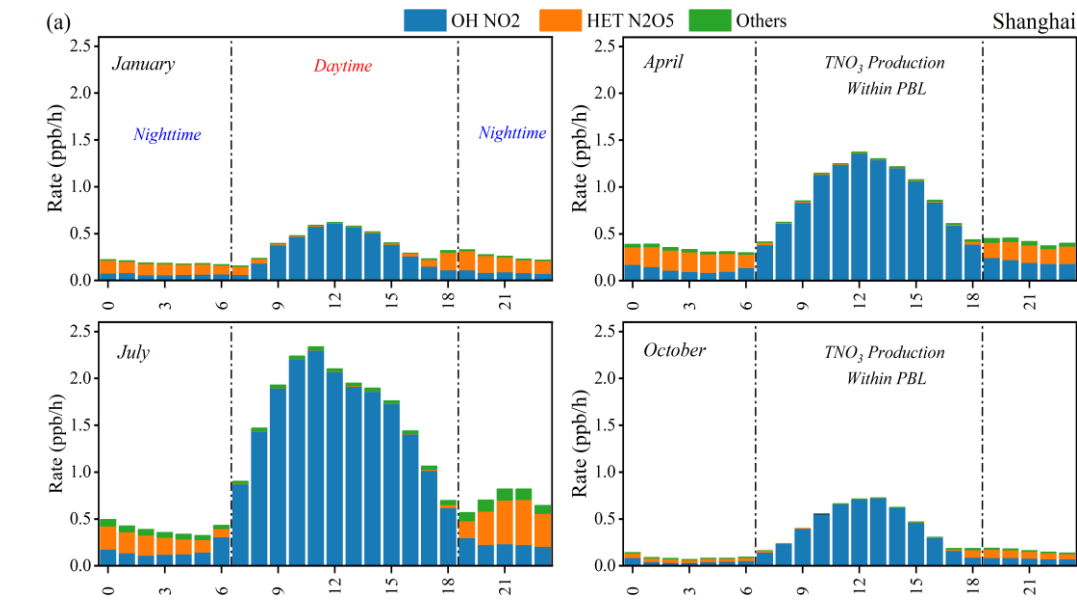 (a) OH NO2 HET N2O5 Others Shanghai
January
Daytime
Nighttime
Nighttime
Rate (ppb/h)
2.5
2.0
1.5
1.0
0.5
0.0
0 3 6 9 12 15 18 21
April
TNO₃ Production
Within PBL
Rate (ppb/h)
2.5
2.0
1.5
1.0
0.5
0.0
0 3 6 9 12 15 18 21
July
Rate (ppb/h)
2.5
2.0
1.5
1.0
0.5
0.0
0 3 6 9 12 15 18 21
October
TNO₃ Production
Within PBL
Rate (ppb/h)
2.5
2.0
1.5
1.0
0.5
0.0
0 3 6 9 12 15 18 21